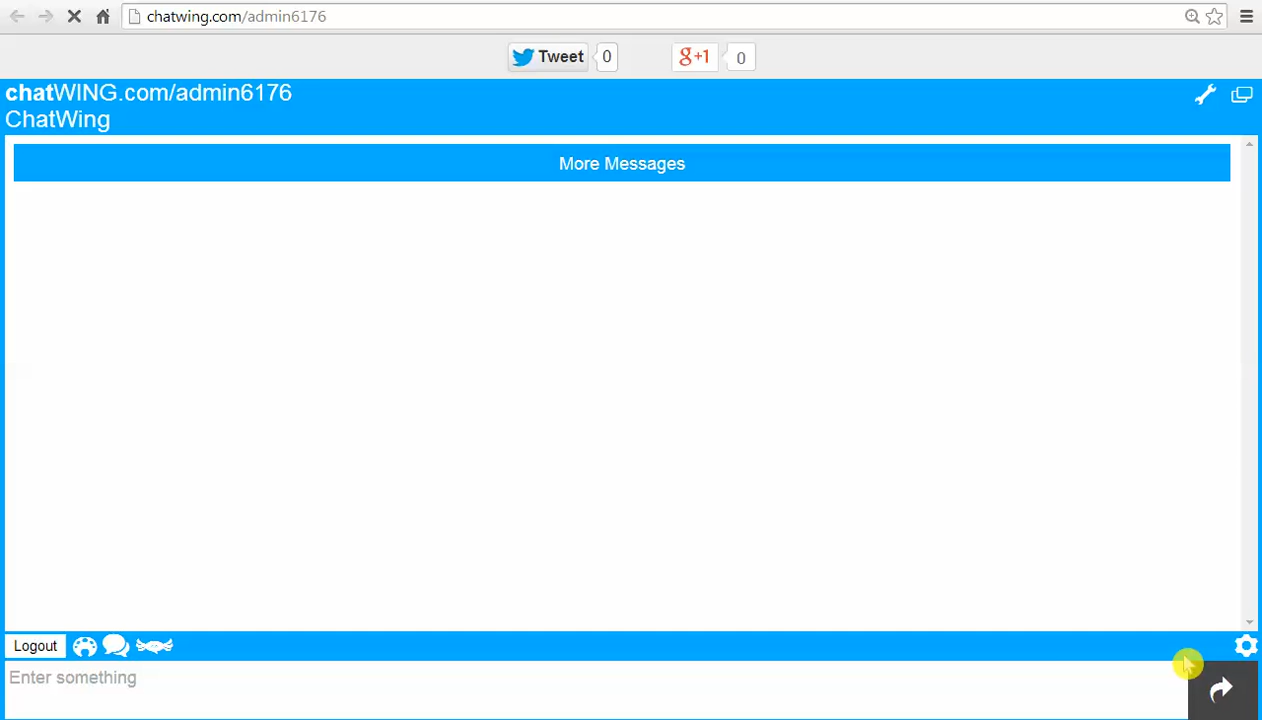 chatwing.com/admin6176
Tweet 0 g+1 0
chatWING.com/admin6176
ChatWing
More Messages
Logout
Enter something